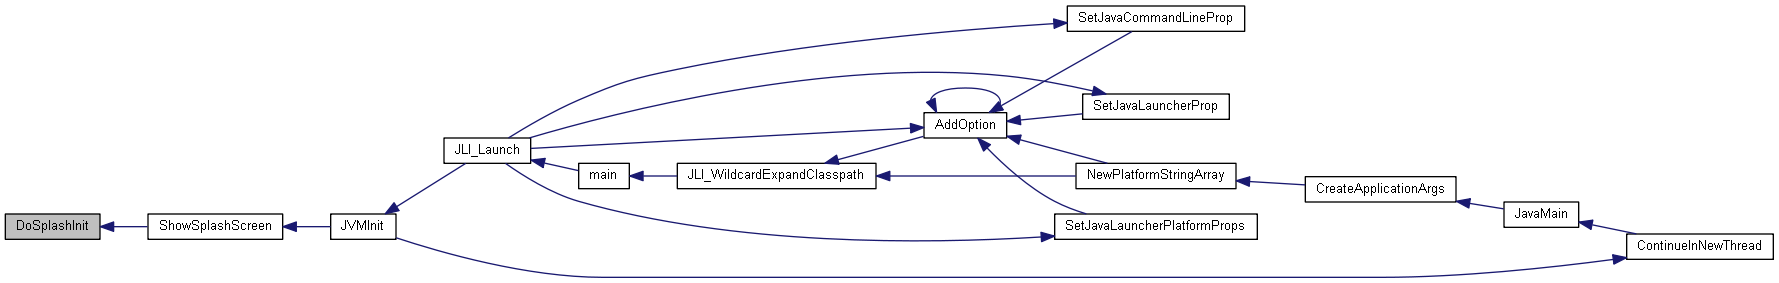 SetJavaCommandLineProp
SetJavaLauncherProp
AddOption
JLI_Launch
main
JLI_WildcardExpandClasspath
NewPlatformStringArray
CreateApplicationArgs
JavaMain
DoSplashInit
ShowSplashScreen
JVMInit
SetJavaLauncherPlatformProps
ContinueInNewThread